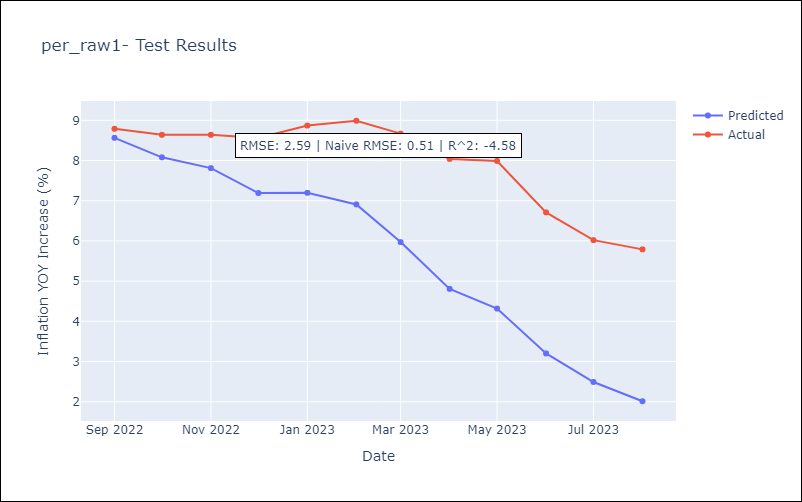 per_raw1- Test Results
Predicted
Actual
RMSE: 2.59 | Naive RMSE: 0.51 | R^2: -4.58
Inflation YOY Increase (%)
9
8
7
6
5
4
3
2
Sep 2022 Nov 2022 Jan 2023 Mar 2023 May 2023 Jul 2023
Date